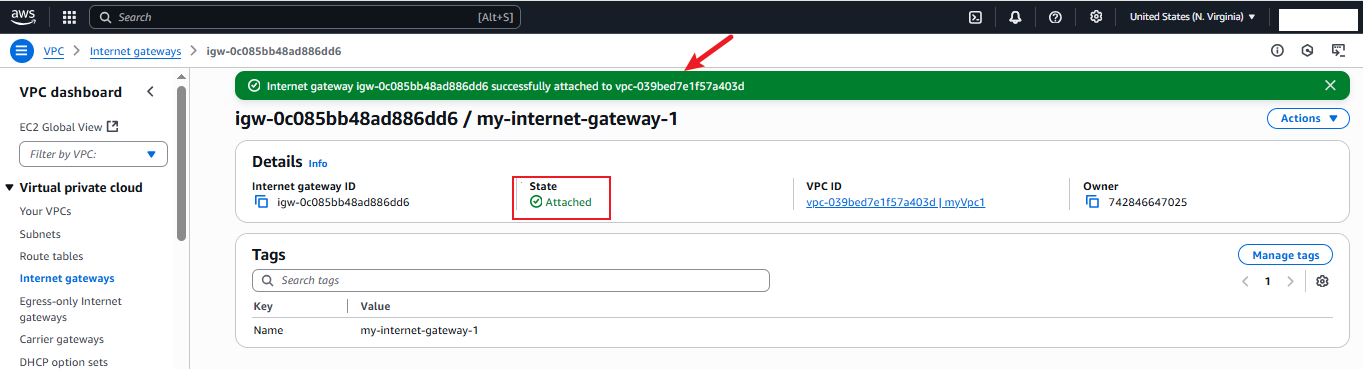 aws Search [Alt+S] United States (N. Virginia)
VPC Internet gateways igw-0c085bb48ad886dd6
Internet gateway igw-0c085bb48ad886dd6 successfully attached to vpc-039bed7e1f57a403d
VPC dashboard
EC2 Global View
Filter by VPC:
Virtual private cloud
Your VPCs
Subnets
Route tables
Internet gateways
Egress-only Internet
gateways
Carrier gateways
DHCP option sets
igw-0c085bb48ad886dd6 / my-internet-gateway-1
Actions
Details Info
Internet gateway ID
igw-0c085bb48ad886dd6
State
Attached
VPC ID
vpc-039bed7e1f57a403d | myVpc1
Owner
742846647025
Tags
Manage tags
Search tags
1
Key Value
Name my-internet-gateway-1